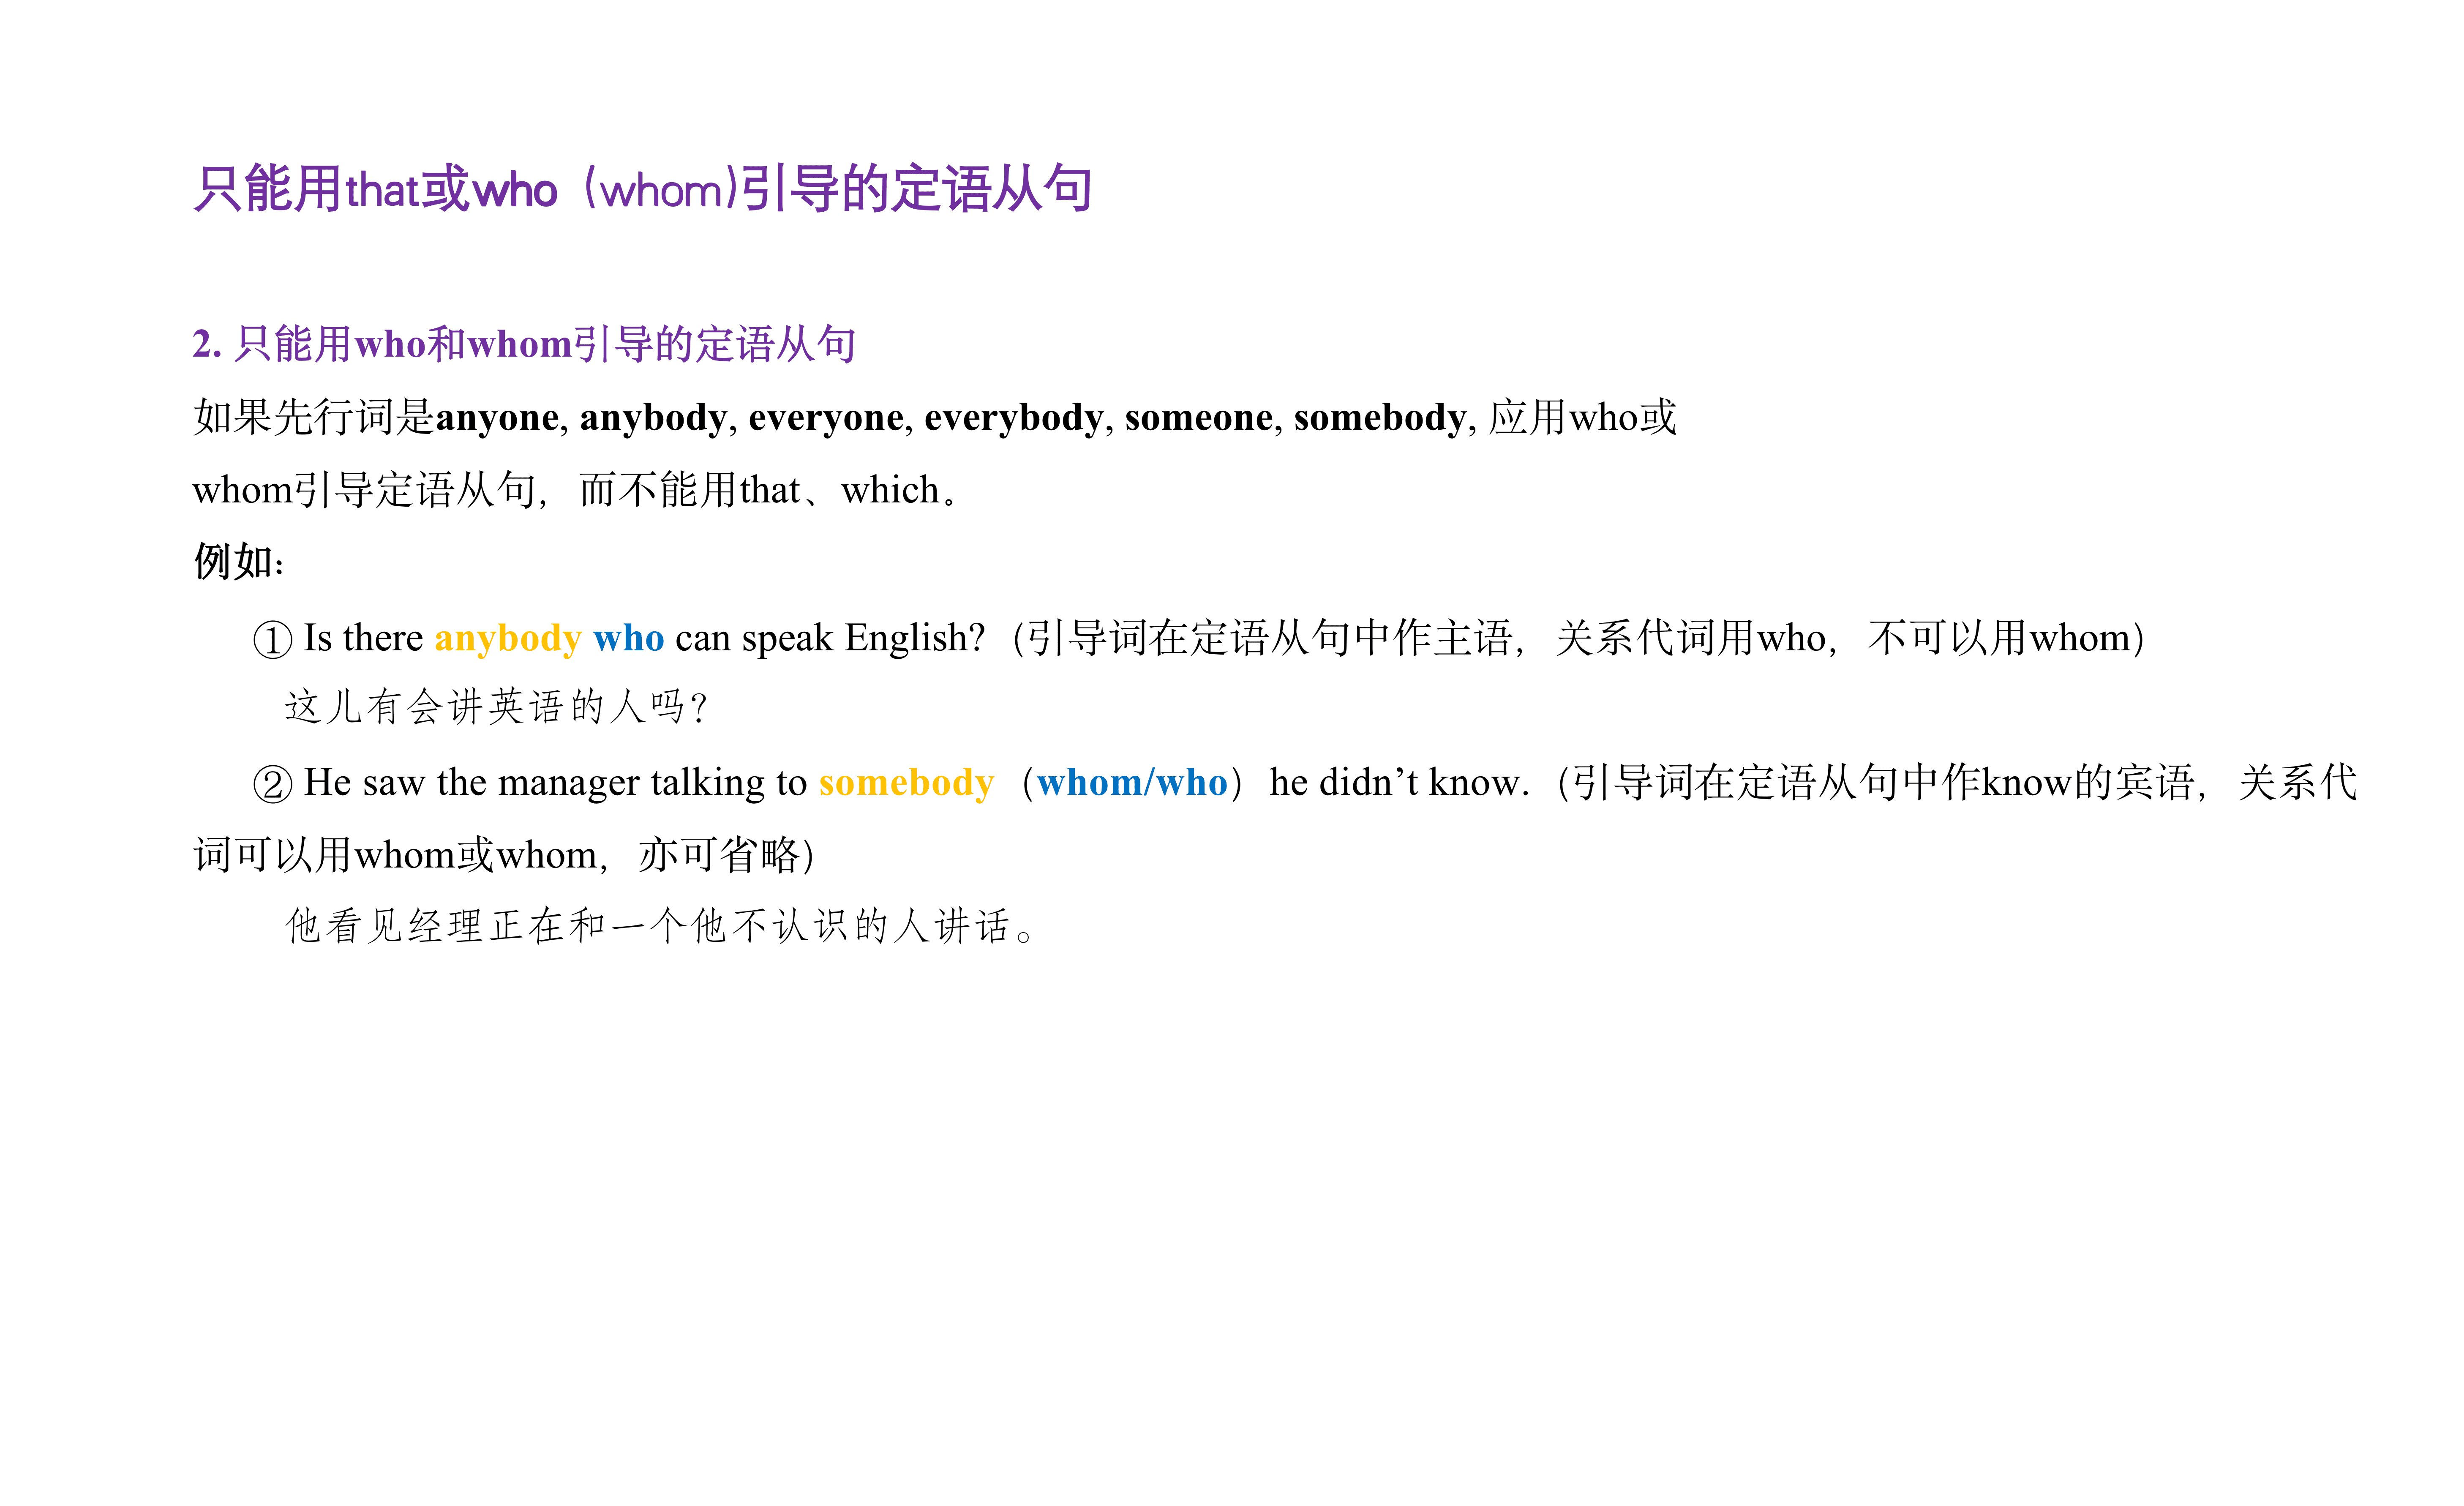 只能用that或who（whom)引导的定语从句
2. 只能用who和whom引导的定语从句
如果先行词是anyone, anybody, everyone, everybody, someone, somebody, 应用who或
whom引导定语从句，而不能用that、which。
例如：
① Is there anybody who can speak English?（引导词在定语从句中作主语，关系代词用who，不可以用whom）
这儿有会讲英语的人吗？
② He saw the manager talking to somebody（whom/who）he didn’t know.（引导词在定语从句中作know的宾语，关系代
词可以用whom或whom，亦可省略）
他看见经理正在和一个他不认识的人讲话。